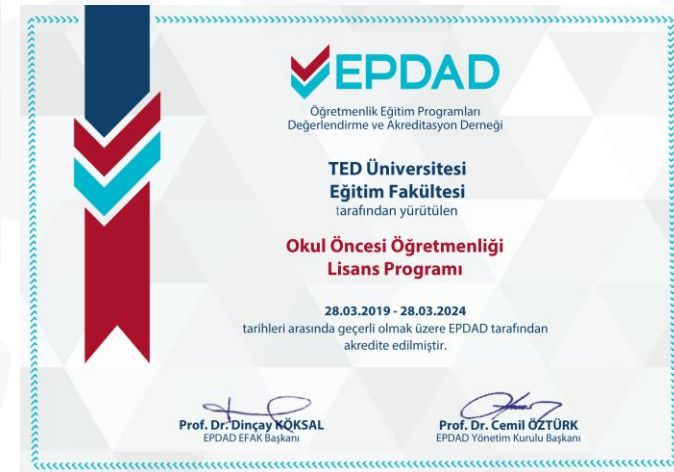 EPDAD
Öğretmenlik Eğitim Programları
Değerlendirme ve Akreditasyon Derneği
TED Üniversitesi
Eğitim Fakültesi
tarafından yürütülen
Okul Öncesi Öğretmenliği
Lisans Programı
28.03.2019 - 28.03.2024
tarihleri arasında geçerli olmak üzere EPDAD tarafından
akredite edilmiştir.
Prof. Dr. Dinçay KÖKSAL
EPDAD EFAK Başkanı
Prof. Dr. Cemil ÖZTÜRK
EPDAD Yönetim Kurulu Başkanı